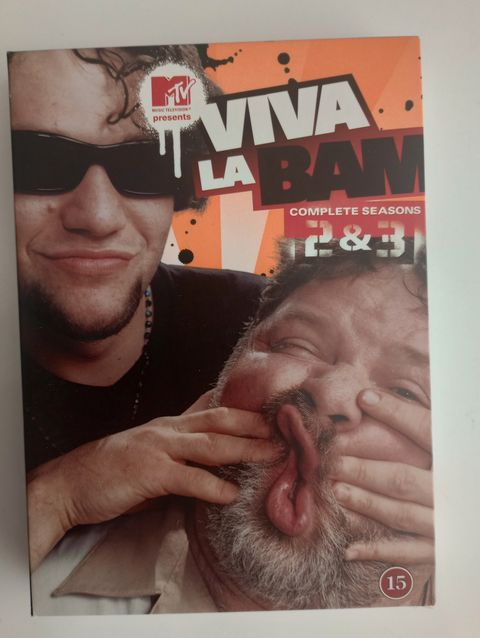 MTV
MUSIC TELEVISION®
presents
VIVA
LA BAM
COMPLETE SEASONS
2 & 3
15